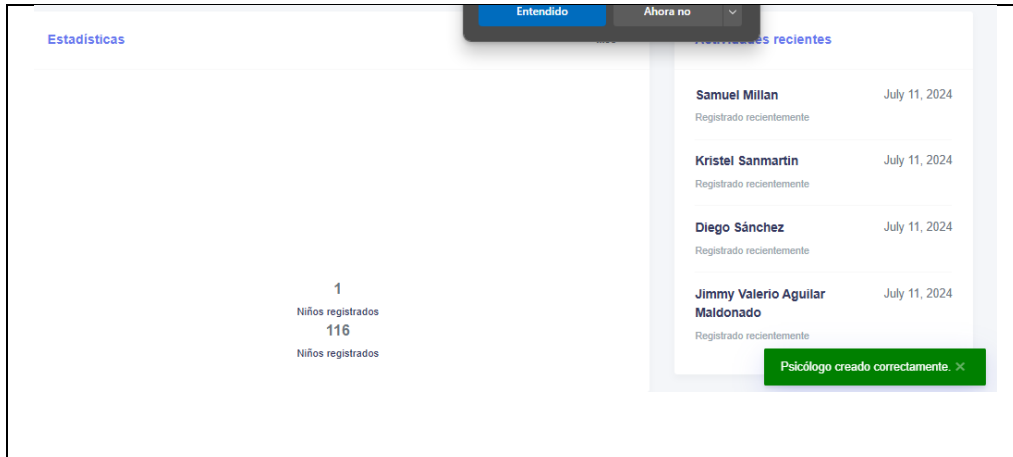 Entendido
Ahora no
Estadísticas
recientes
Samuel Millan
July 11, 2024
Registrado recientemente
Kristel Sanmartin
July 11, 2024
Registrado recientemente
Diego Sánchez
July 11, 2024
Registrado recientemente
Jimmy Valerio Aguilar
Maldonado
July 11, 2024
Registrado recientemente
1
Niños registrados
116
Niños registrados
Psicólogo creado correctamente. ×